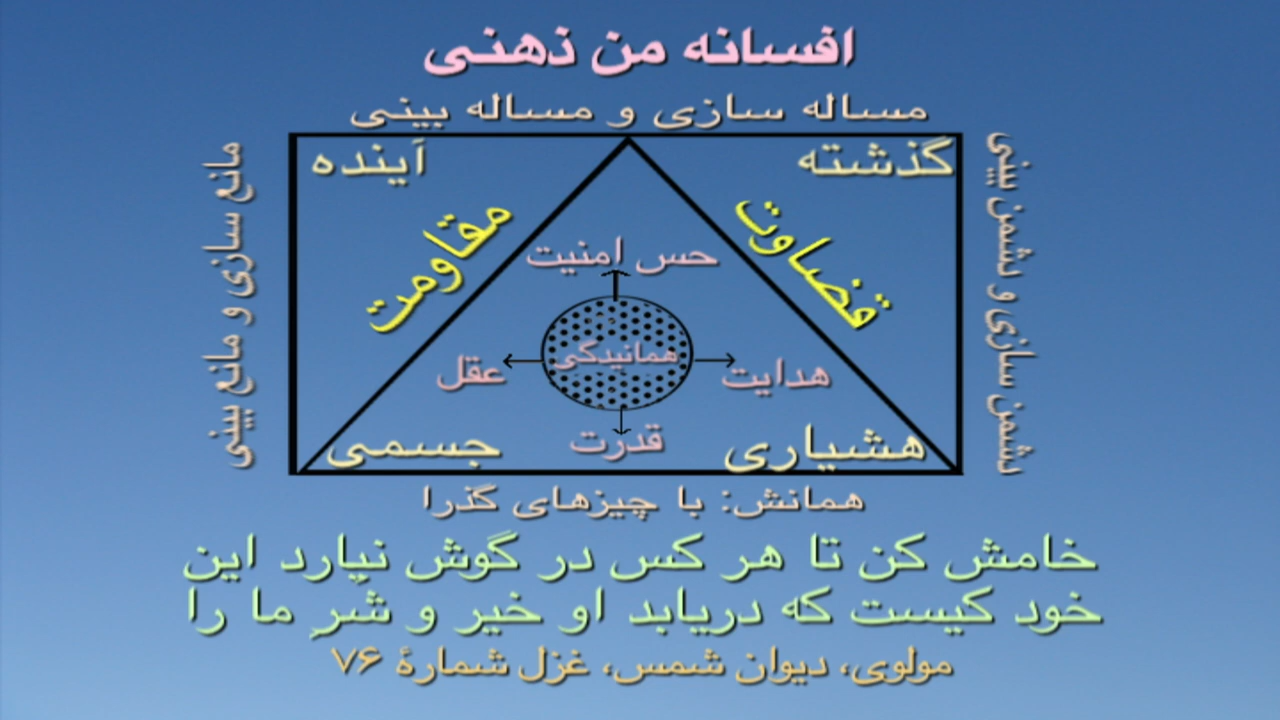 افسانه من ذهنی
مساله سازی و مساله بینی
گذشته
آینده
دشمن سازی و دشمن بینی
مانع سازی و مانع بینی
قضاوت
مقاومت
حس امنیت
همانیدگی
هدایت
عقل
قدرت
هشیاری
جسمی
همانش: با چیزهای گذرا
خامش کن تا هر کس در گوش نیارد این
خود کیست که دریابد او خیر و شَرِ ما را
مولوی، دیوان شمس، غزل شمارهٔ ۷۶